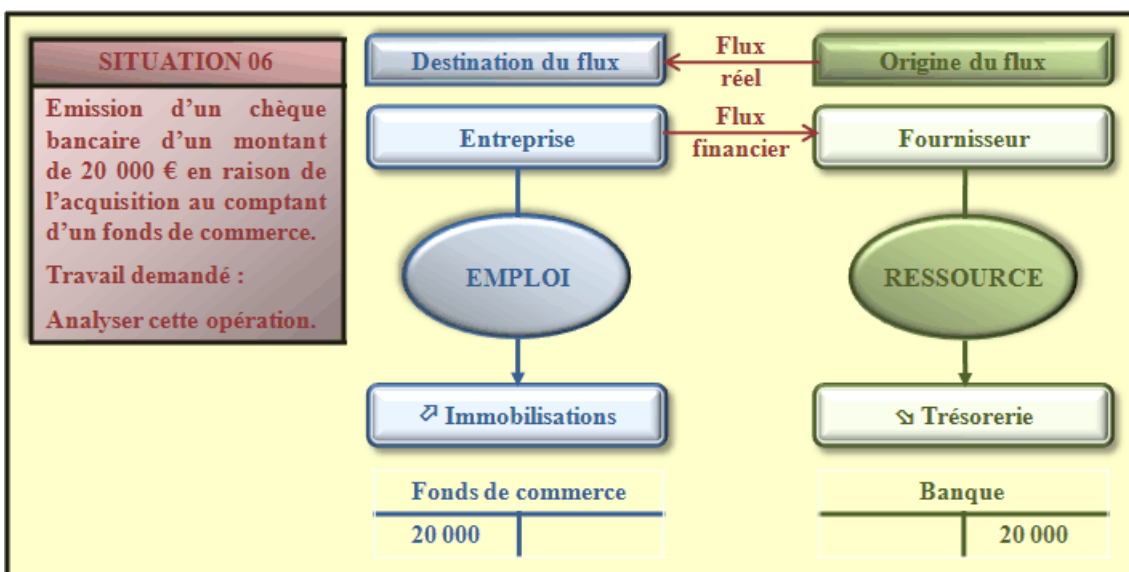 SITUATION 06
Emission d'un chèque
bancaire d'un montant
de 20 000 € en raison de
l'acquisition au comptant
d'un fonds de commerce.
Travail demandé :
Analyser cette opération.
Destination du flux
Flux
réel
Origine du flux
Entreprise
Flux
financier
Fournisseur
EMPLOI
RESSOURCE
Immobilisations
Trésorerie
Fonds de commerce
20 000
Banque
20 000